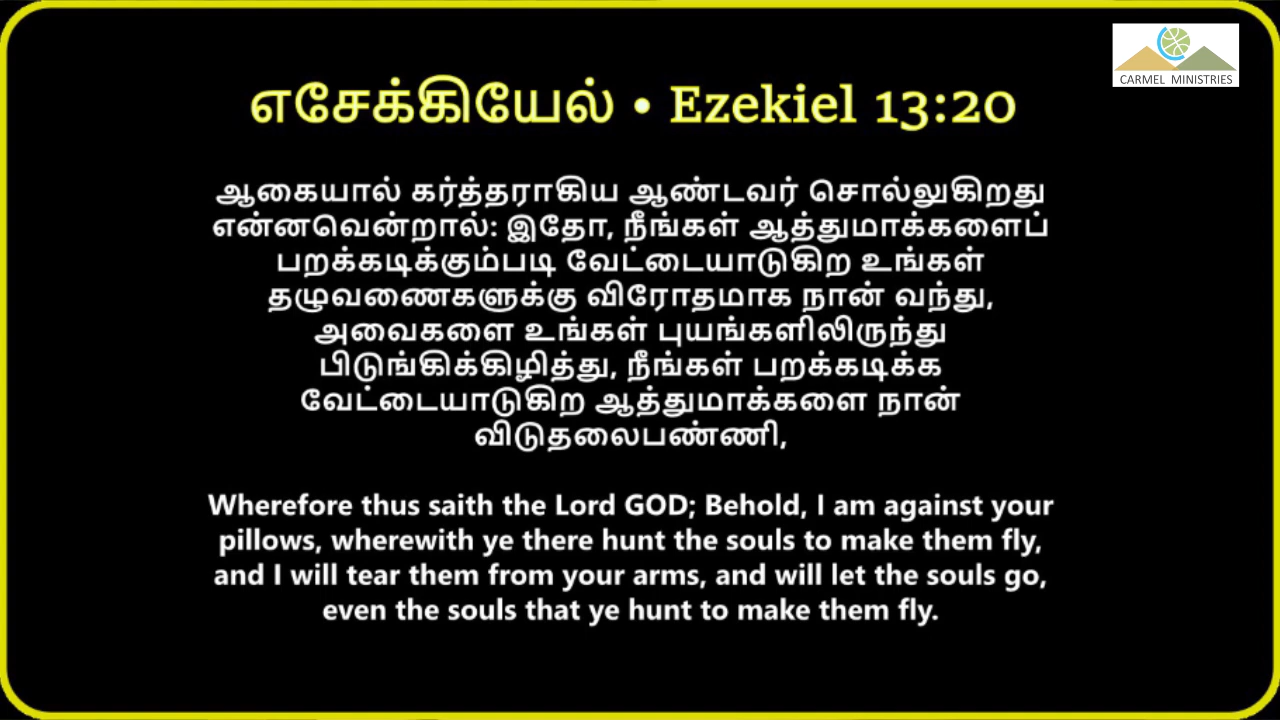 CARMEL MINISTRIES
எசேக்கியேல் • Ezekiel 13:20
ஆகையால் கர்த்தராகிய ஆண்டவர் சொல்லுகிறது
என்னவென்றால்: இதோ, நீங்கள் ஆத்துமாக்களைப்
பறக்கடிக்கும்படி வேட்டையாடுகிற உங்கள்
தழுவணைகளுக்கு விரோதமாக நான் வந்து,
அவைகளை உங்கள் புயங்களிலிருந்து
பிடுங்கிக்கிழித்து, நீங்கள் பறக்கடிக்க
வேட்டையாடுகிற ஆத்துமாக்களை நான்
விடுதலைபண்ணி,
Wherefore thus saith the Lord GOD; Behold, I am against your
pillows, wherewith ye there hunt the souls to make them fly,
and I will tear them from your arms, and will let the souls go,
even the souls that ye hunt to make them fly.